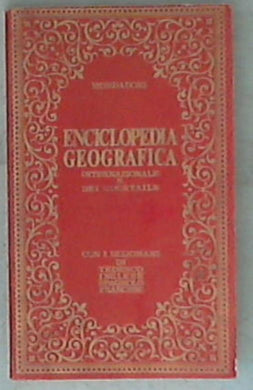 MONDADORI
ENCICLOPEDIA
GEOGRAFICA
INTERNAZIONALE
CON I DIZIONARI
DI
TEDESCO
INGLESE
FRANCESE